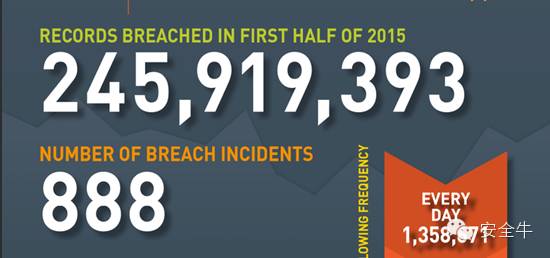 RECORDS BREACHED IN FIRST HALF OF 2015
245,919,393
NUMBER OF BREACH INCIDENTS
888
LOWING FREQUENCY
EVERY
DAY
1,358,671
安全牛